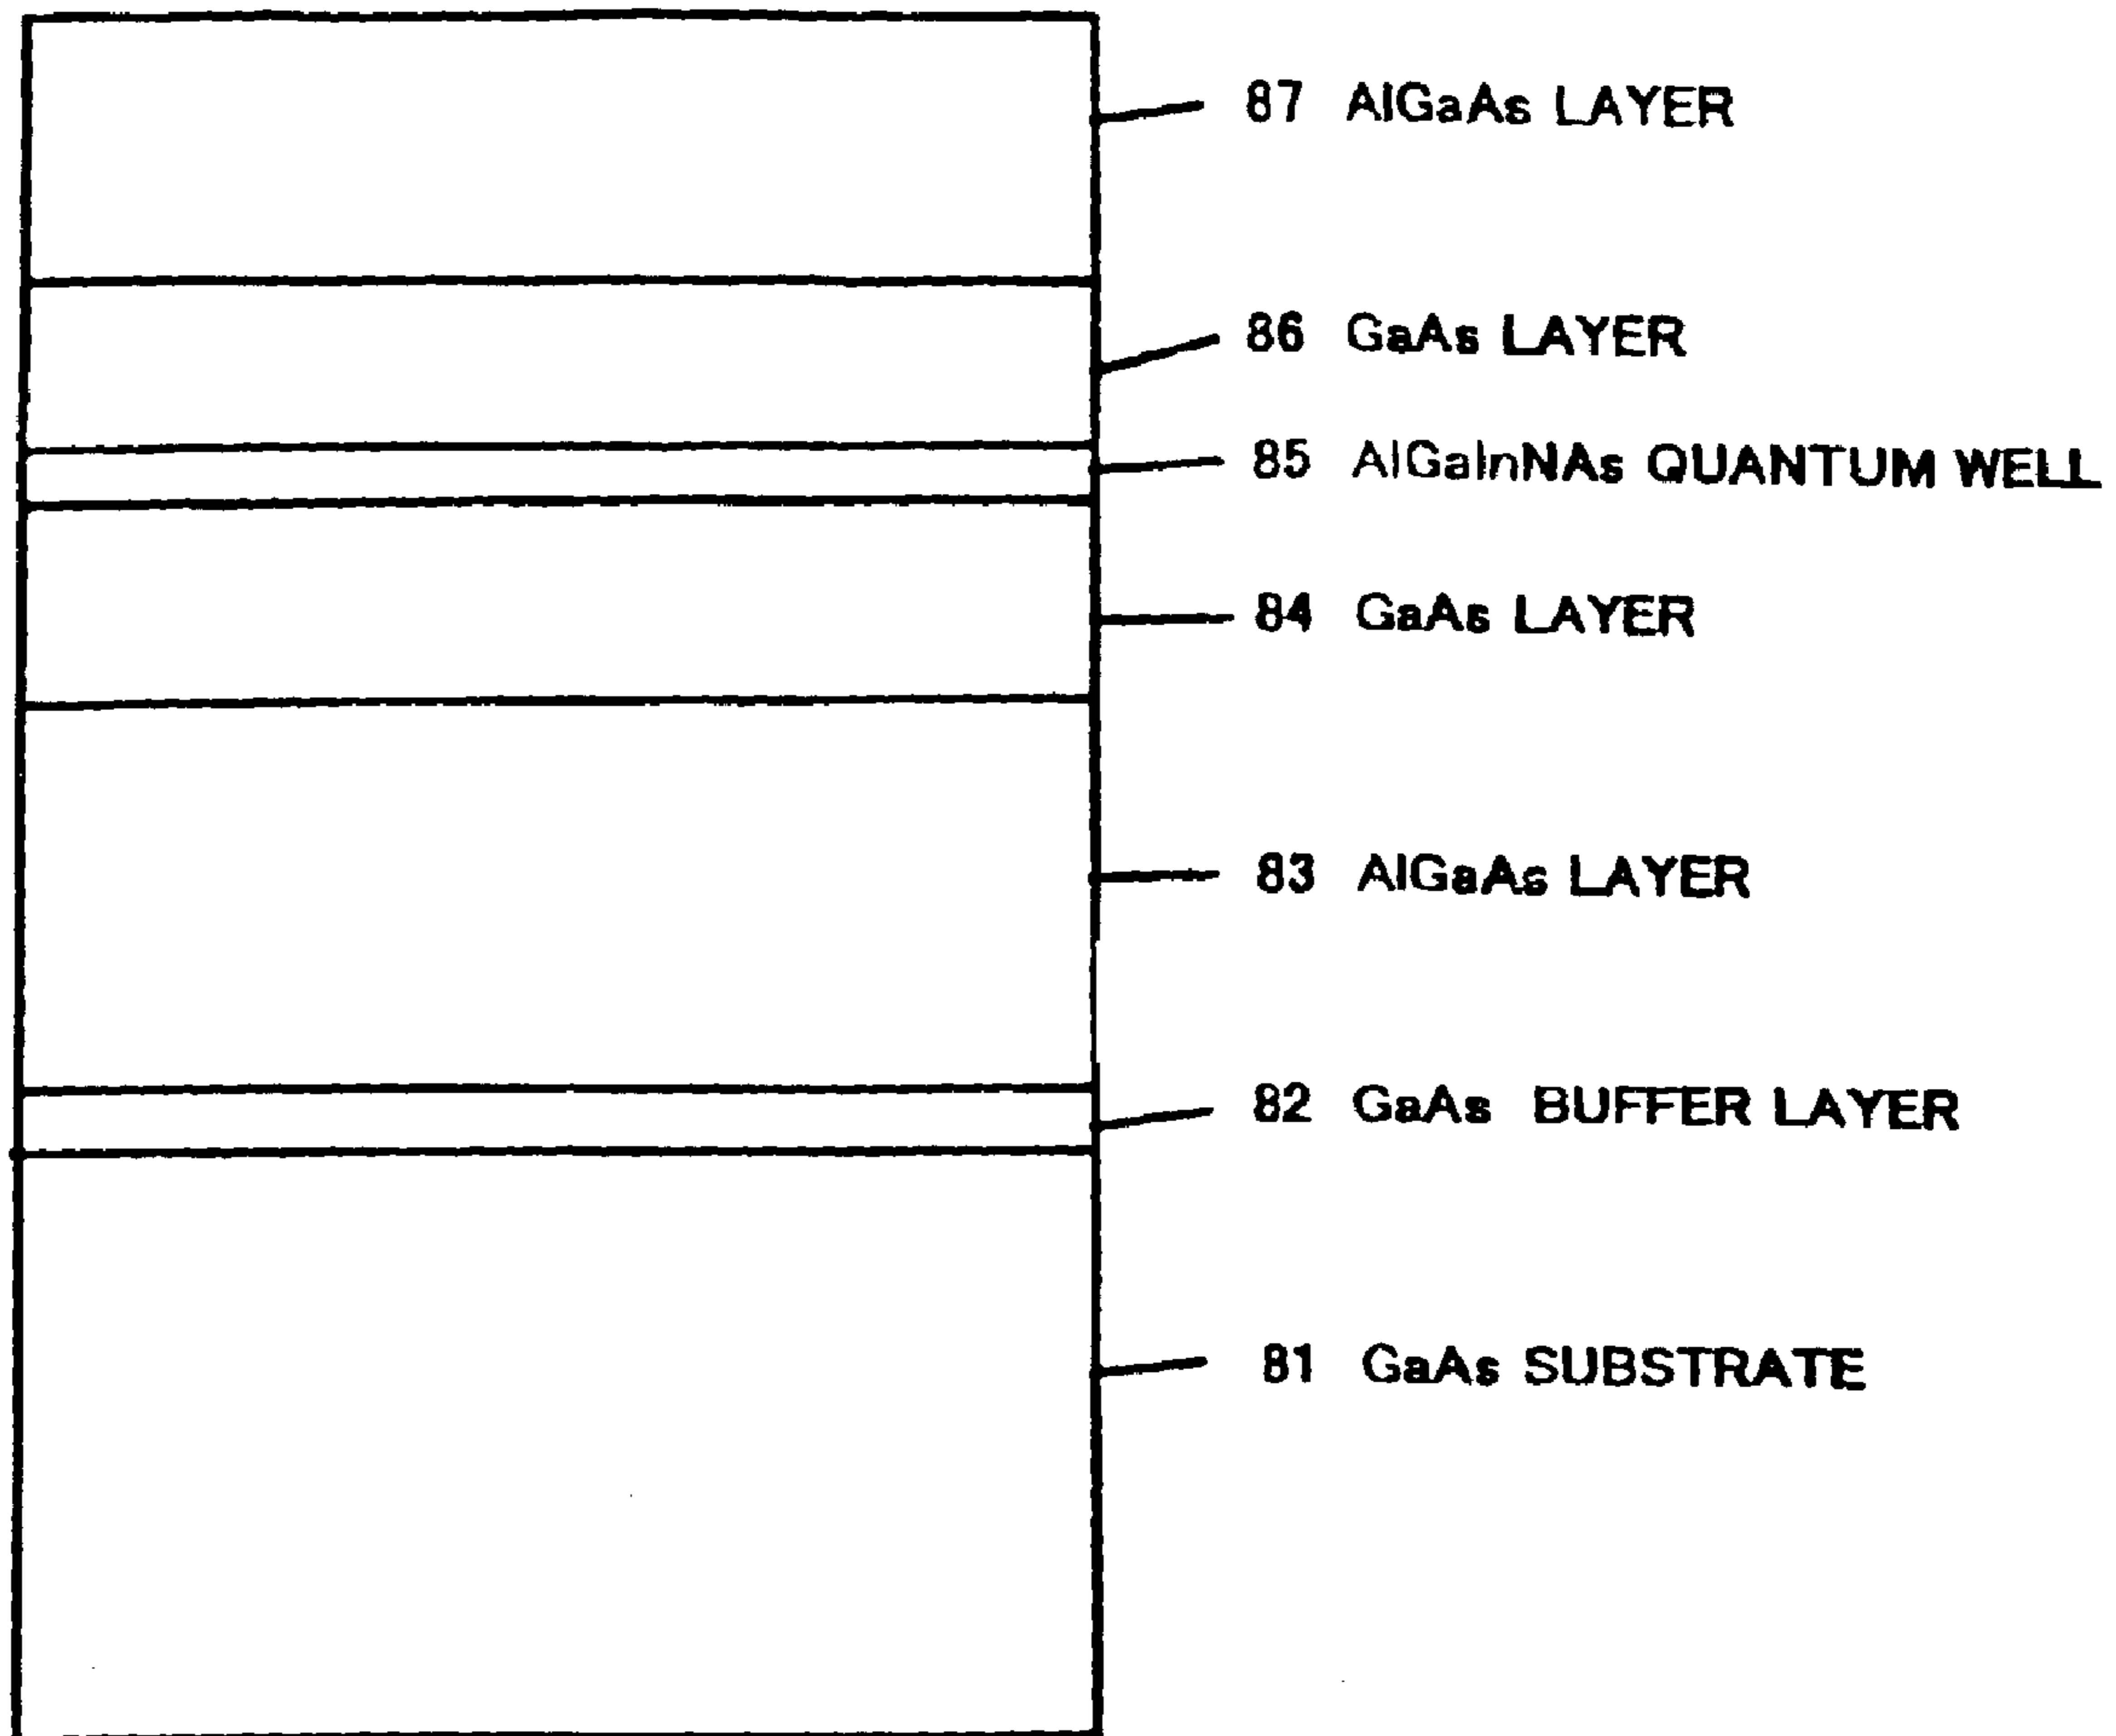 87 AlGaAs LAYER
86 GaAs LAYER
85 AlGaInNAs QUANTUM WELL
84 GaAs LAYER
83 AlGaAs LAYER
82 GaAs BUFFER LAYER
81 GaAs SUBSTRATE